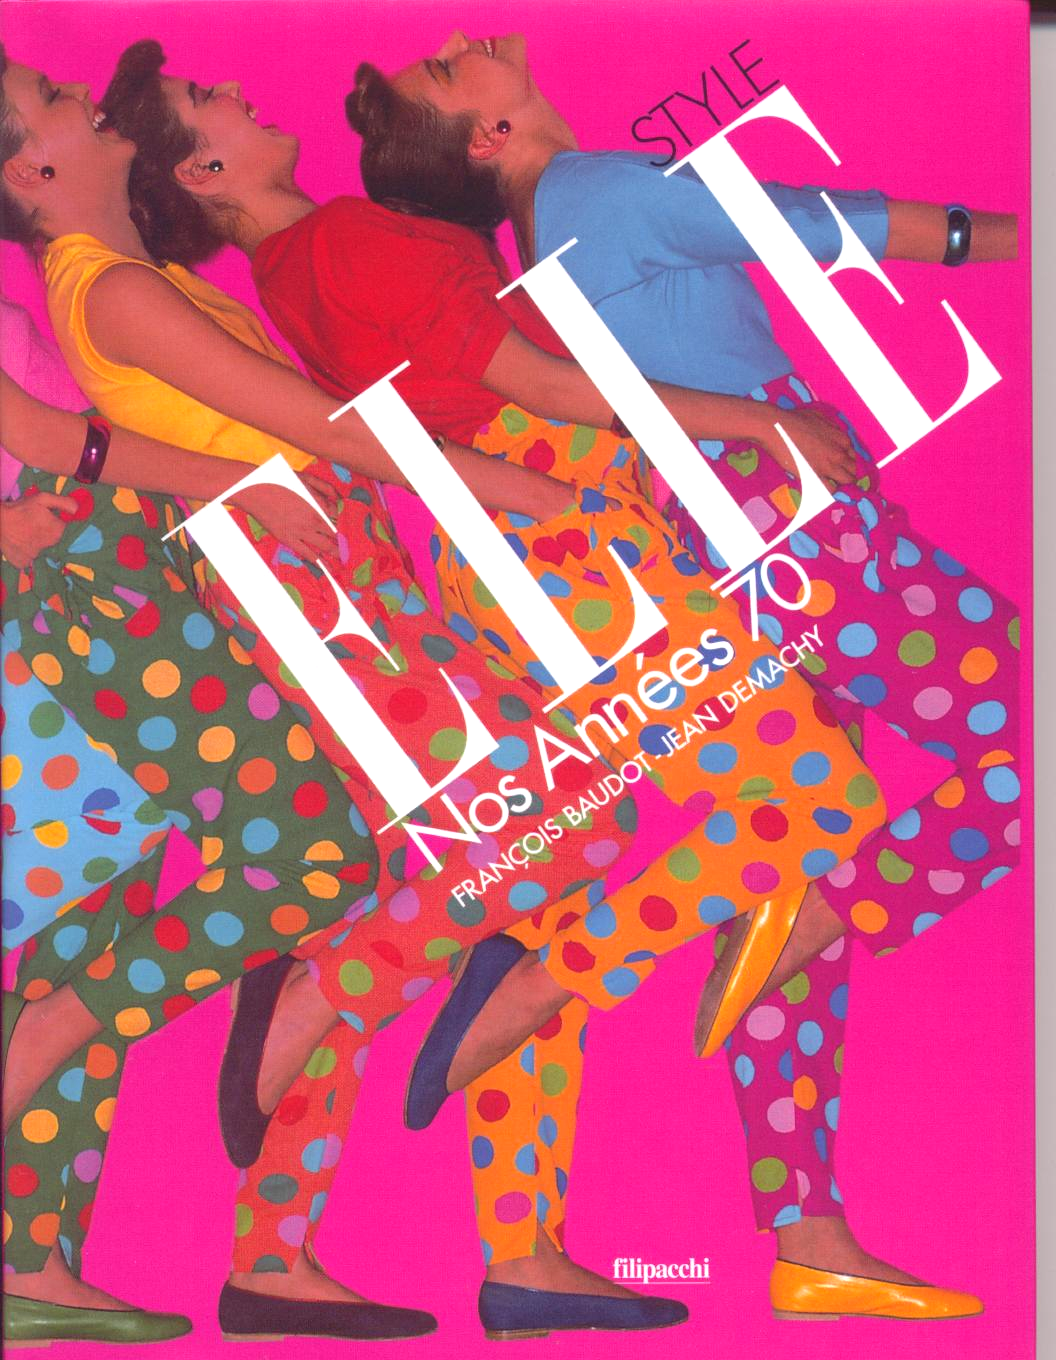 STYLE
ELLE
Nos Années 70
FRANÇOIS BAUDOT-JEAN DEMACHY
filipacchi